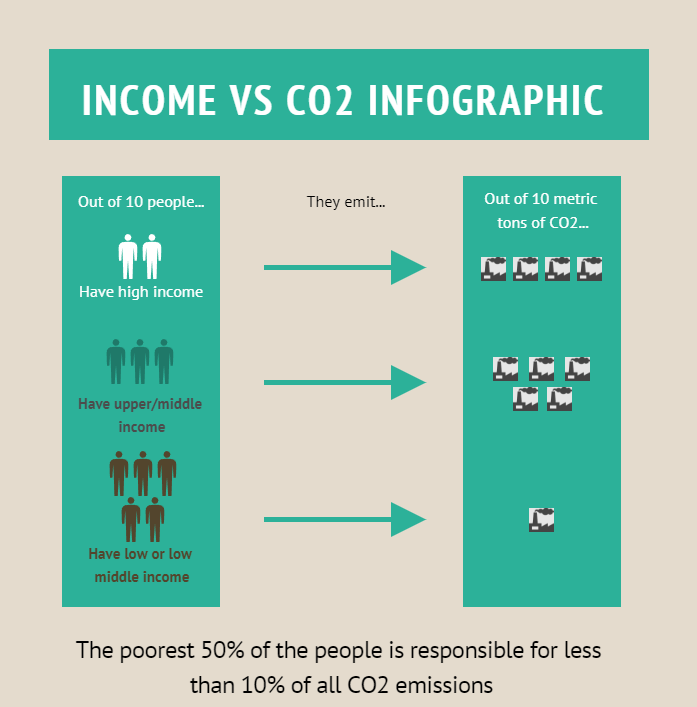 INCOME VS CO2 INFOGRAPHIC
Out of 10 people...
They emit...
Out of 10 metric
tons of CO2...
Have high income
Have upper/middle
income
Have low or low
middle income
The poorest 50% of the people is responsible for less
than 10% of all CO2 emissions